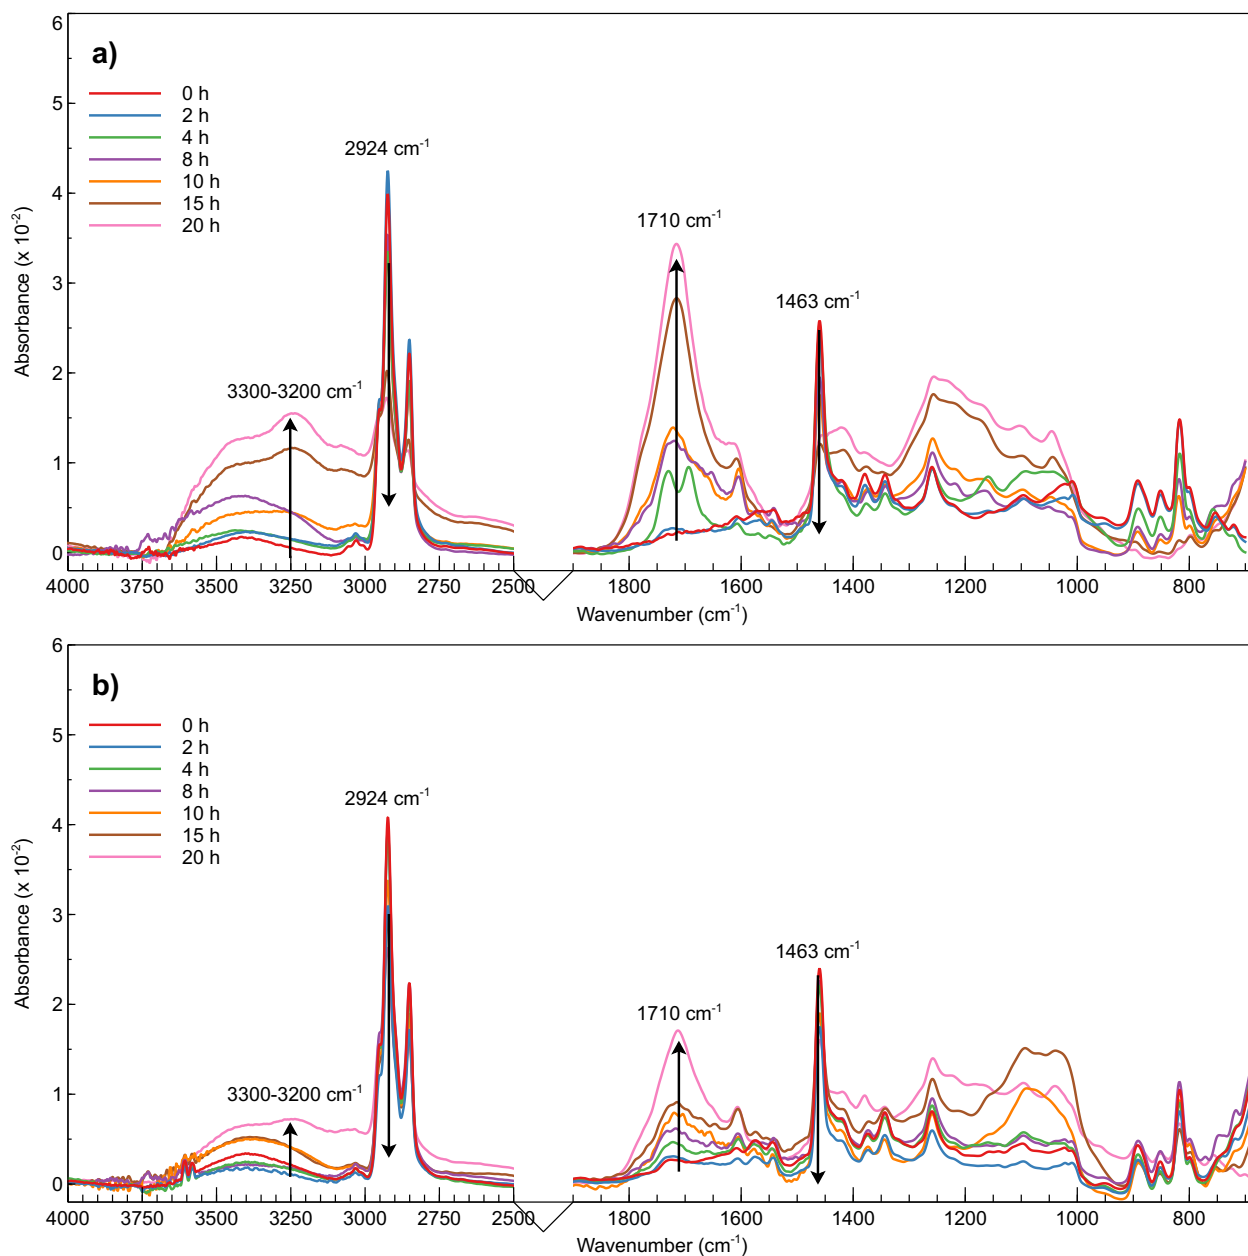 a)
0 h
2 h
4 h
8 h
10 h
15 h
20 h
2924 cm⁻¹
3300-3200 cm⁻¹
1710 cm⁻¹
1463 cm⁻¹
Absorbance (x 10⁻²)
6
5
4
3
2
1
0
4000 3750 3500 3250 3000 2750 2500 1800 1600 1400 1200 1000 800
Wavenumber (cm⁻¹)
b)
0 h
2 h
4 h
8 h
10 h
15 h
20 h
2924 cm⁻¹
3300-3200 cm⁻¹
1710 cm⁻¹
1463 cm⁻¹
Absorbance (x 10⁻²)
6
5
4
3
2
1
0
4000 3750 3500 3250 3000 2750 2500 1800 1600 1400 1200 1000 800
Wavenumber (cm⁻¹)